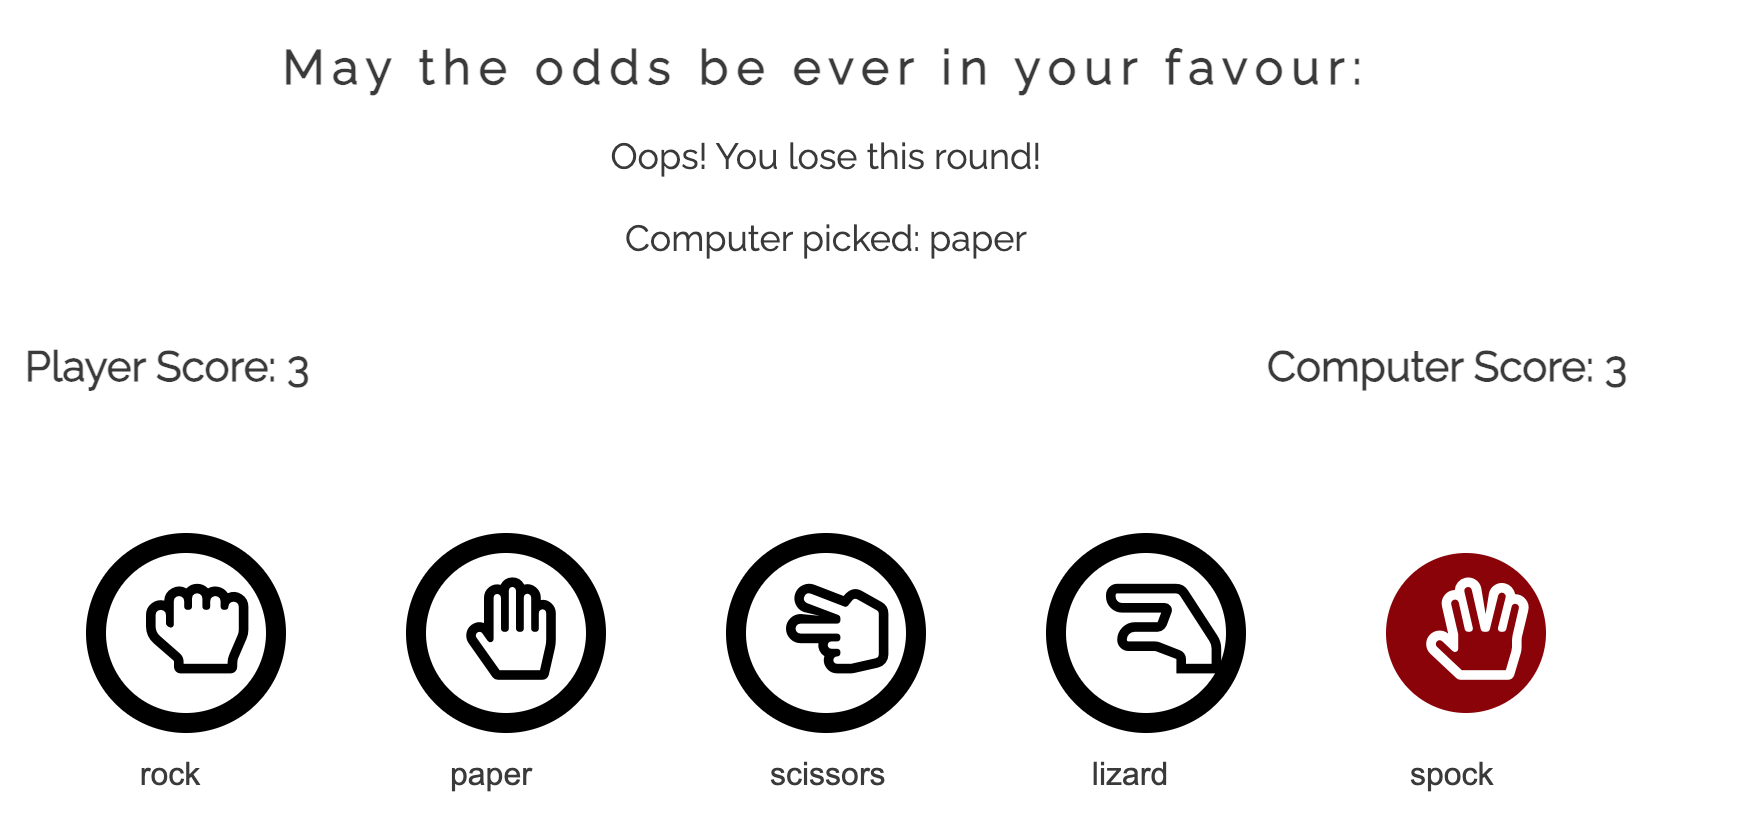 May the odds be ever in your favour:
Oops! You lose this round!
Computer picked: paper
Player Score: 3
Computer Score: 3
rock
paper
scissors
lizard
spock